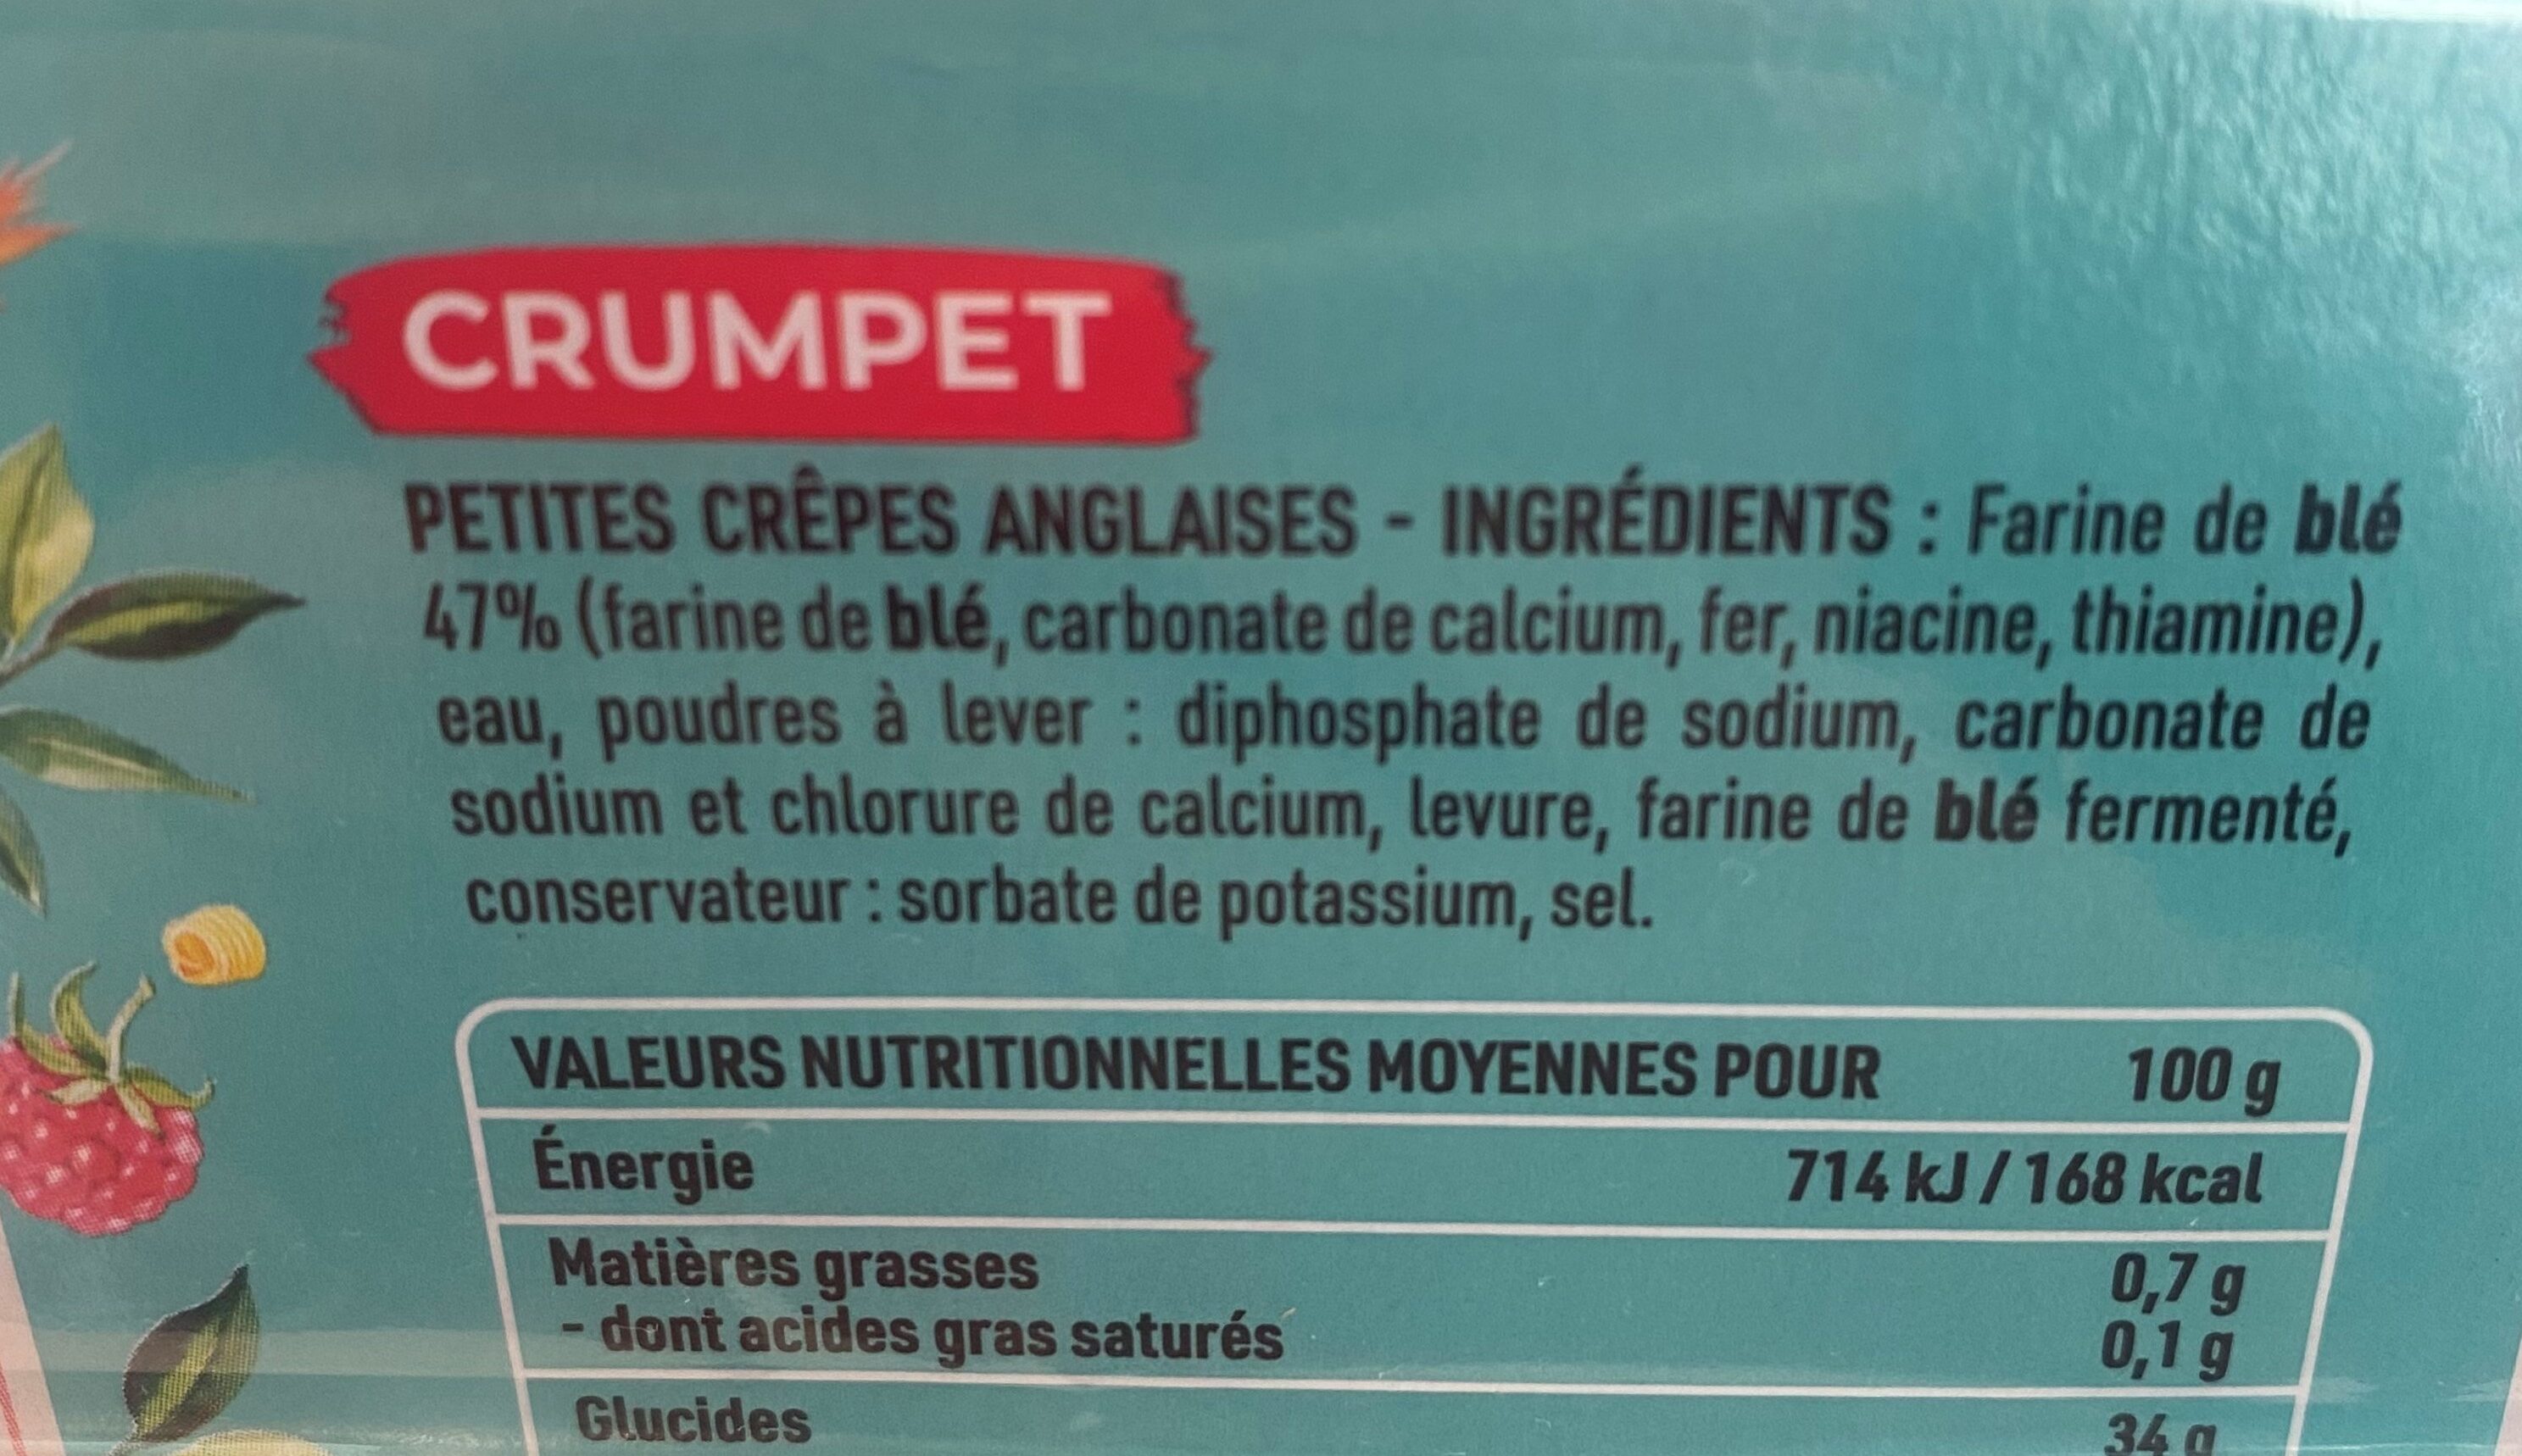 CRUMPET
PETITES CRÊPES ANGLAISES - INGRÉDIENTS : Farine de blé
47% (farine de blé, carbonate de calcium, fer, niacine, thiamine),
eau, poudres à lever : diphosphate de sodium, carbonate de
sodium et chlorure de calcium, levure, farine de blé fermenté,
conservateur : sorbate de potassium, sel.
VALEURS NUTRITIONNELLES MOYENNES POUR 100 g
Énergie 714 kJ / 168 kcal
Matières grasses 0,7 g
- dont acides gras saturés 0,1 g
Glucides 34 g